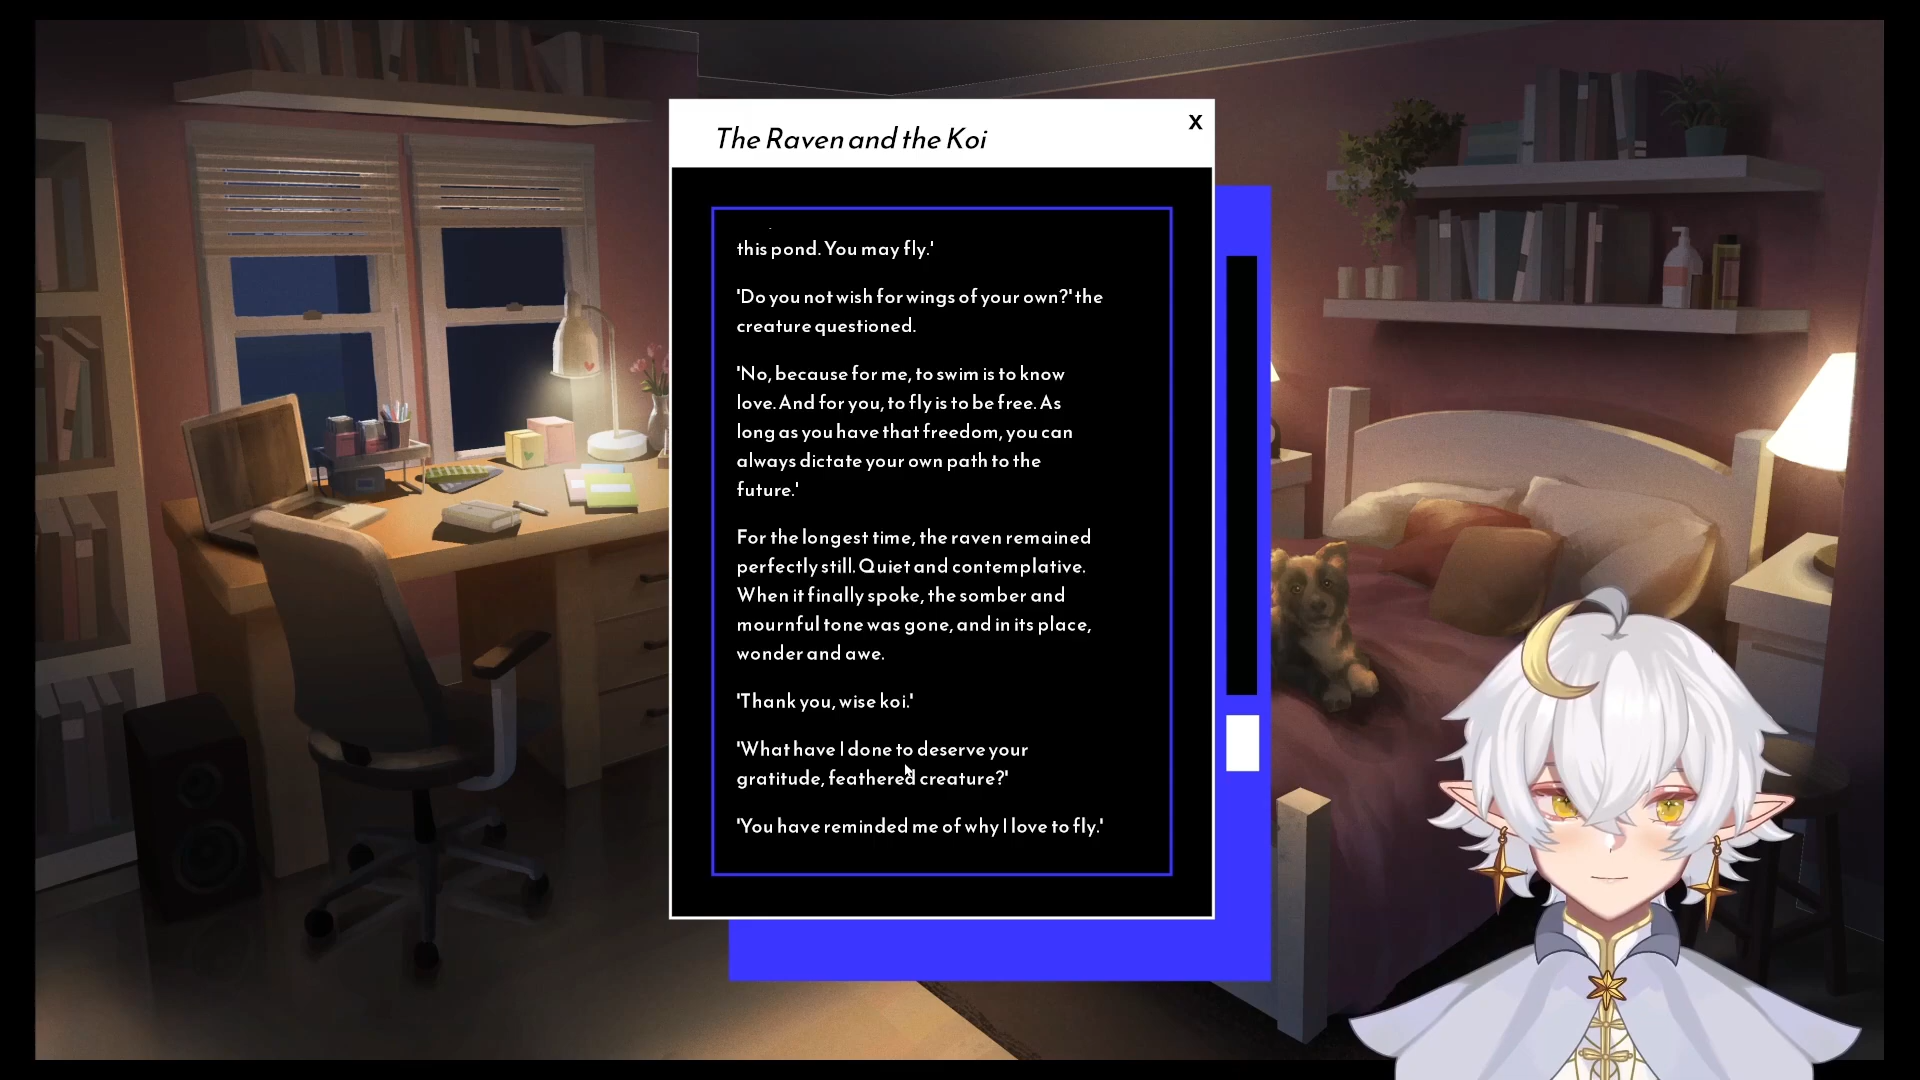 The Raven and the Koi
X
this pond. You may fly.'
'Do you not wish for wings of your own?' the
creature questioned.
'No, because for me, to swim is to know
love. And for you, to fly is to be free. As
long as you have that freedom, you can
always dictate your own path to the
future.'
For the longest time, the raven remained
perfectly still. Quiet and contemplative.
When it finally spoke, the somber and
mournful tone was gone, and in its place,
wonder and awe.
'Thank you, wise koi.'
'What have I done to deserve your
gratitude, feathered creature?'
'You have reminded me of why I love to fly.'